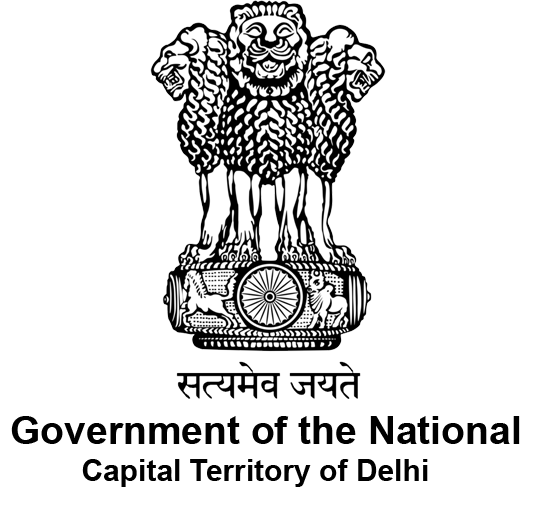 सत्यमेव जयते
Government of the National
Capital Territory of Delhi